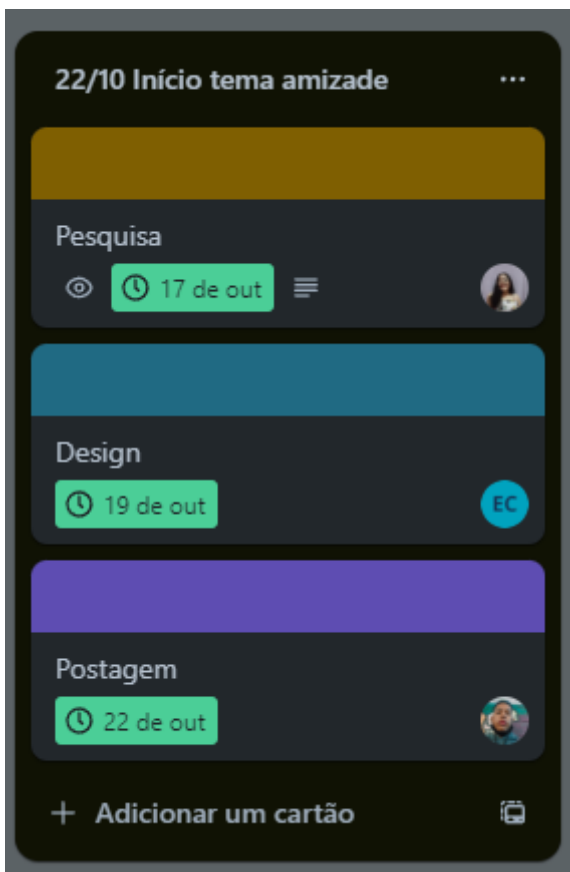 22/10 Início tema amizade
Pesquisa
17 de out
Design
19 de out
EC
Postagem
22 de out
+ Adicionar um cartão